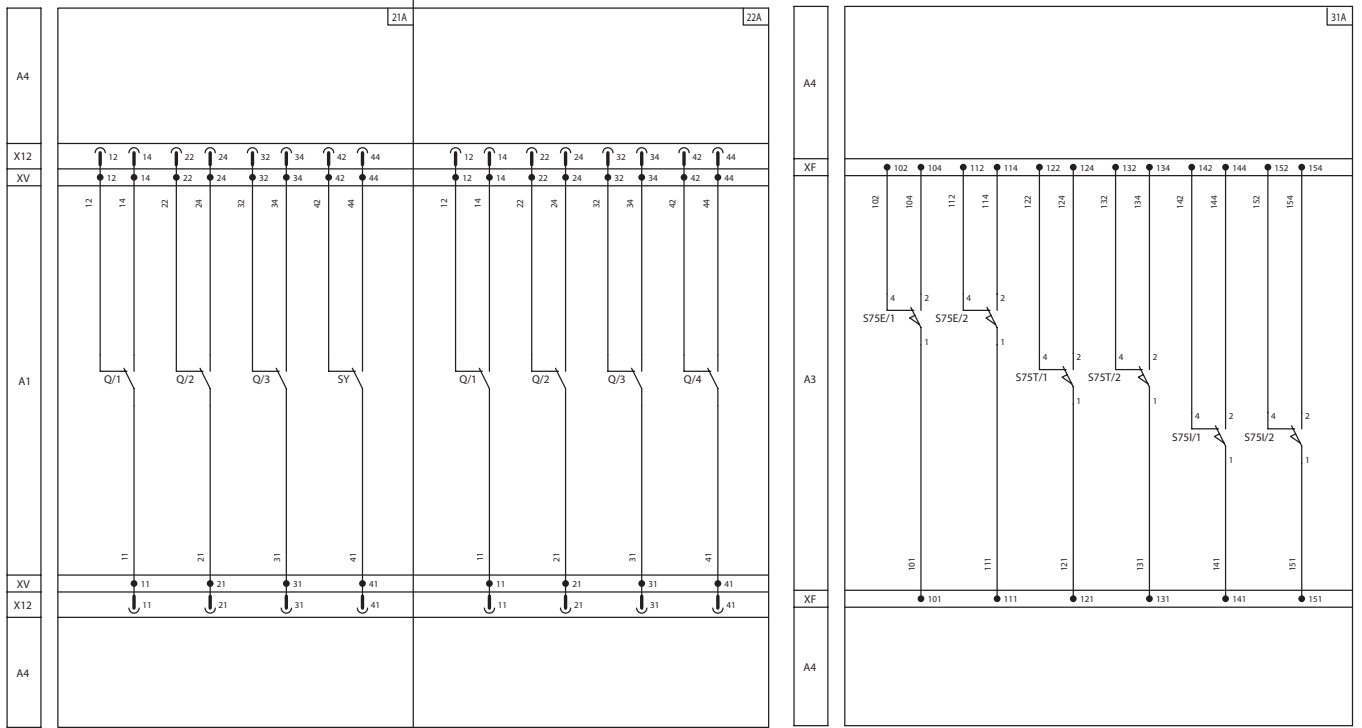 21A 22A 31A
A4 A4
X12 12 14 22 24 32 34 42 44 12 14 22 24 32 34 42 44
XF 102 104 112 114 122 124 132 134 142 144 152 154
XV 12 14 22 24 32 34 42 44 12 14 22 24 32 34 42 44
12 14 22 24 32 34 42 44 12 14 22 24 32 34 42 44
102 104 112 114 122 124 132 134 142 144 152 154
4 2 4 2
S75E/1 S75E/2
1 1
4 2 4 2
A1 Q/1 Q/2 Q/3 SY Q/1 Q/2 Q/3 Q/4
A3 S75T/1 S75T/2
1 1
4 2 4 2
S75I/1 S75I/2
1 1
11 21 31 41 11 21 31 41
101 111 121 131 141 151
XV 11 21 31 41 11 21 31 41
XF 101 111 121 131 141 151
X12 11 21 31 41 11 21 31 41
A4 A4